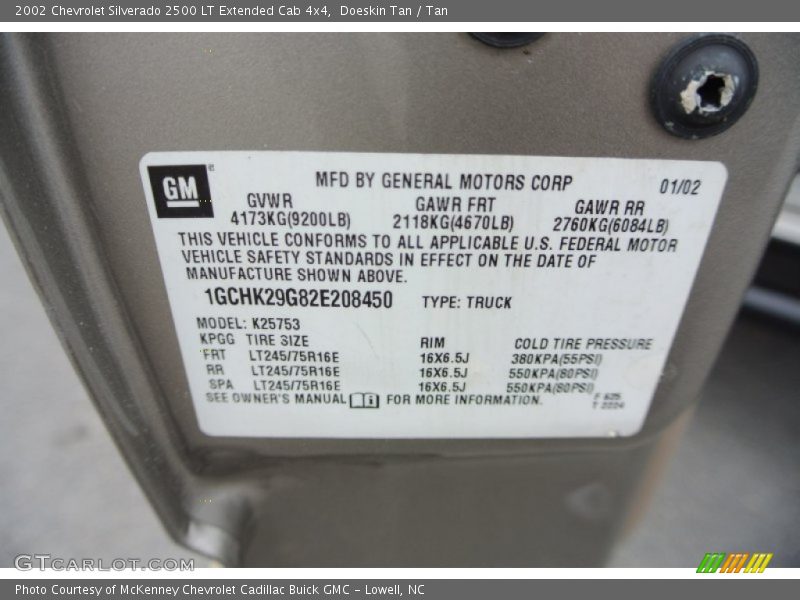 2002 Chevrolet Silverado 2500 LT Extended Cab 4x4, Doeskin Tan / Tan
GM
MFD BY GENERAL MOTORS CORP 01/02
GVWR GAWR FRT GAWR RR
4173KG(9200LB) 2118KG(4670LB) 2760KG(6084LB)
THIS VEHICLE CONFORMS TO ALL APPLICABLE U.S. FEDERAL MOTOR
VEHICLE SAFETY STANDARDS IN EFFECT ON THE DATE OF
MANUFACTURE SHOWN ABOVE.
1GCHK29G82E208450 TYPE: TRUCK
MODEL: K25753
KPGG TIRE SIZE RIM COLD TIRE PRESSURE
FRT LT245/75R16E 16X6.5J 380KPA(55PSI)
RR LT245/75R16E 16X6.5J 550KPA(80PSI)
SPA LT245/75R16E 16X6.5J 550KPA(80PSI)
SEE OWNER'S MANUAL FOR MORE INFORMATION.
F 625
T 2224
GTCarLot.com
Photo Courtesy of McKenney Chevrolet Cadillac Buick GMC - Lowell, NC